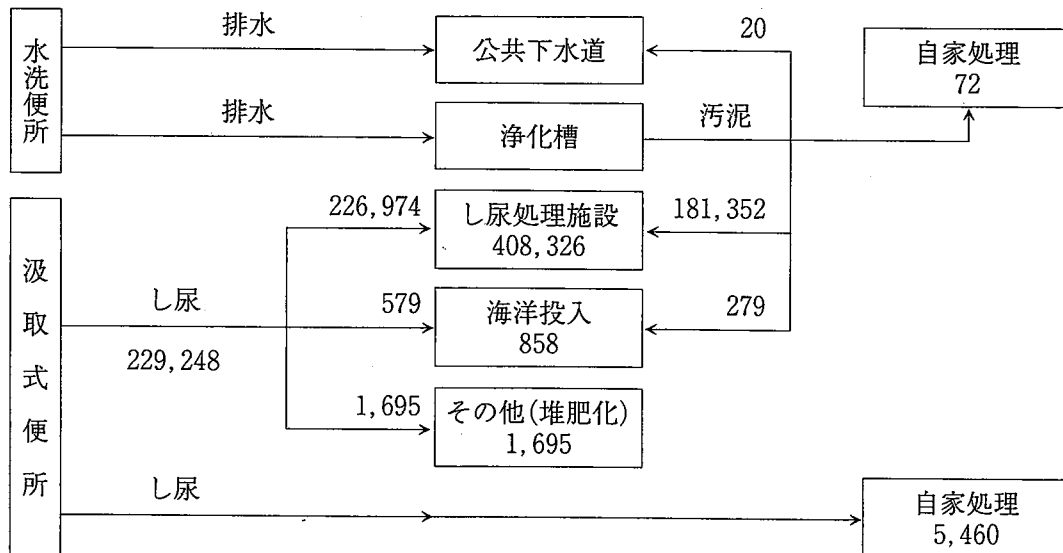 水洗便所
排水
公共下水道
20
自家処理
72
排水
浄化槽
汚泥
汲取式便所
226,974
し尿処理施設
408,326
181,352
し尿
229,248
579
海洋投入
858
279
1,695
その他(堆肥化)
1,695
し尿
自家処理
5,460